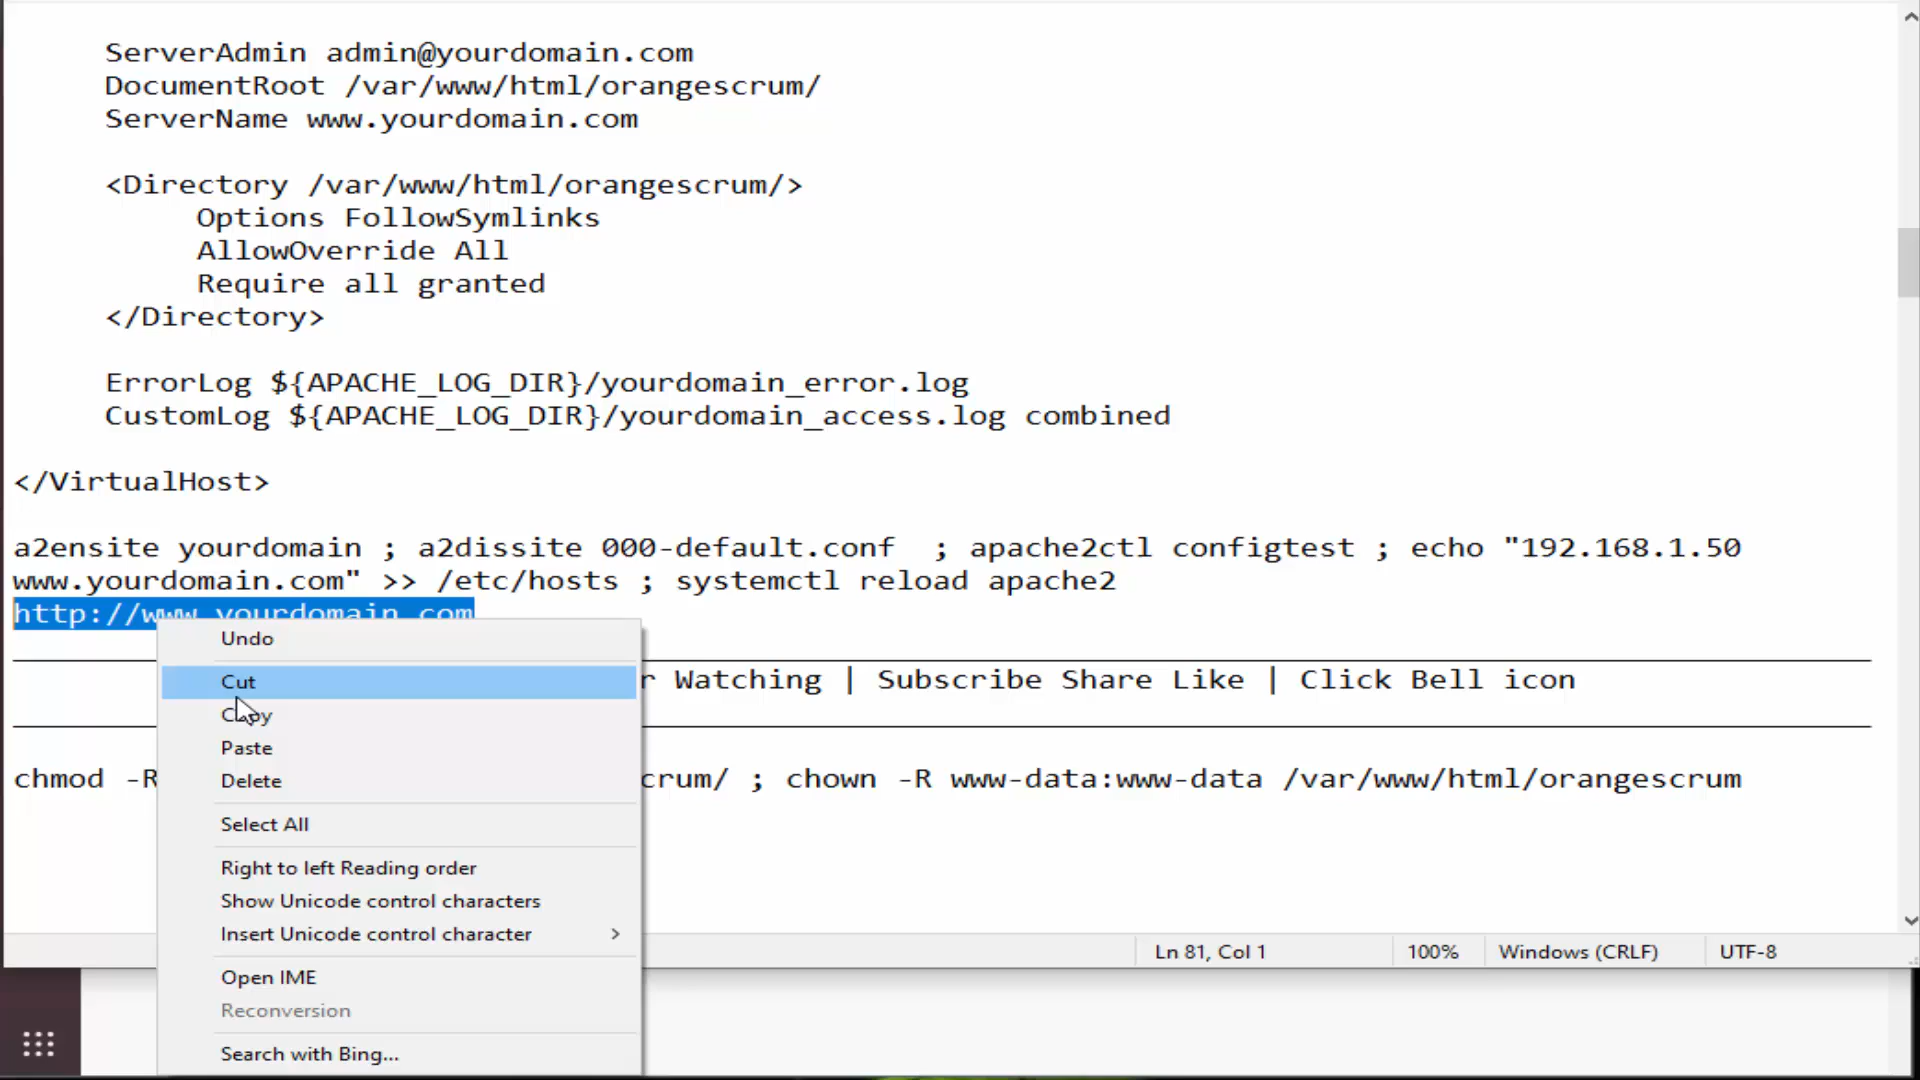 ServerAdmin admin@yourdomain.com
DocumentRoot /var/www/html/orangescrum/
ServerName www.yourdomain.com
<Directory /var/www/html/orangescrum/>
Options FollowSymlinks
AllowOverride All
Require all granted
</Directory>
ErrorLog ${APACHE_LOG_DIR}/yourdomain_error.log
CustomLog ${APACHE_LOG_DIR}/yourdomain_access.log combined
</VirtualHost>
a2ensite yourdomain ; a2dissite 000-default.conf  ; apache2ctl configtest ; echo "192.168.1.50
www.yourdomain.com" >> /etc/hosts ; systemctl reload apache2
http://www.yourdomain.com
Undo
Cut
Watching | Subscribe Share Like | Click Bell icon
Copy
Paste
chmod -R
crum/ ; chown -R www-data:www-data /var/www/html/orangescrum
Delete
Select All
Right to left Reading order
Show Unicode control characters
Insert Unicode control character
Open IME
Reconversion
Search with Bing...
Ln 81, Col 1
100%
Windows (CRLF)
UTF-8